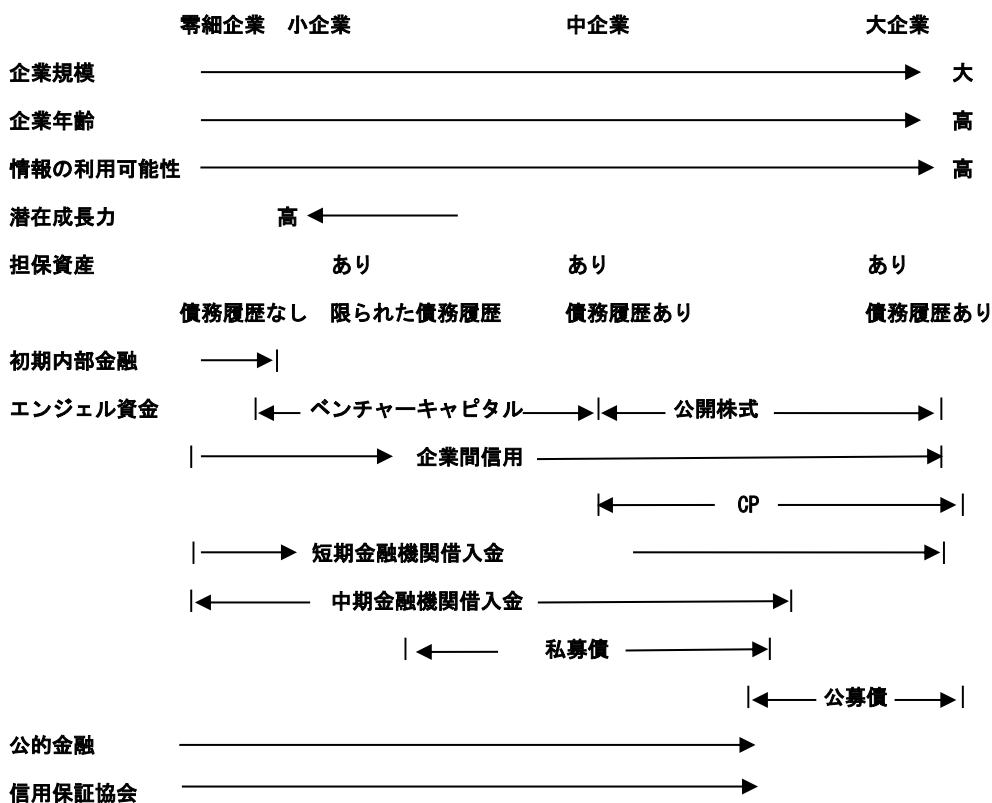 零細企業 小企業 中企業 大企業
企業規模 大
企業年齢 高
情報の利用可能性 高
潜在成長力 高
担保資産 あり あり あり
債務履歴なし 限られた債務履歴 債務履歴あり 債務履歴あり
初期内部金融
エンジェル資金 ベンチャーキャピタル 公開株式
企業間信用
CP
短期金融機関借入金
中期金融機関借入金
私募債
公募債
公的金融
信用保証協会